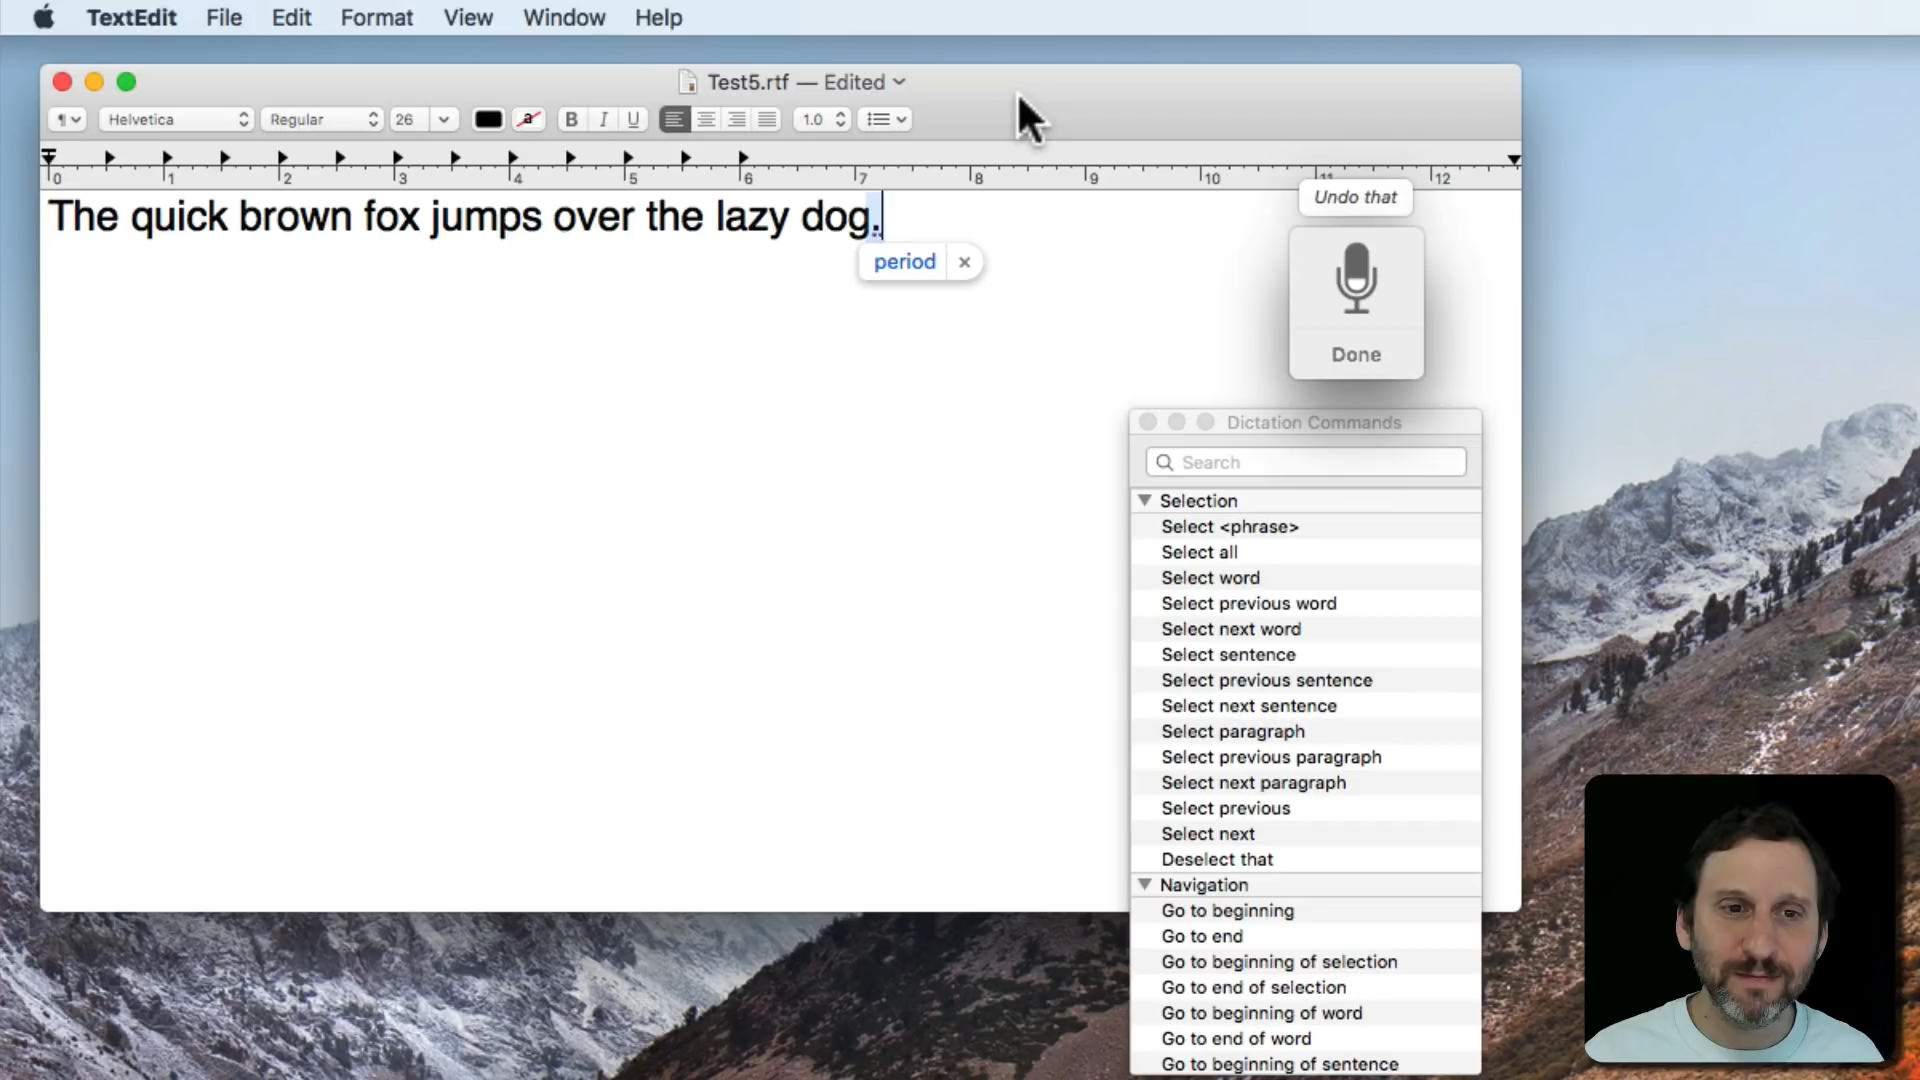 TextEdit File Edit Format View Window Help
Test5.rtf — Edited
¶ Helvetica Regular 26 a B I U 1.0
0 1 2 3 4 5 6 7 8 9 10 11 12
Undo that
The quick brown fox jumps over the lazy dog.
period ×
Done
Dictation Commands
Search
Selection
Select <phrase>
Select all
Select word
Select previous word
Select next word
Select sentence
Select previous sentence
Select next sentence
Select paragraph
Select previous paragraph
Select next paragraph
Select previous
Select next
Deselect that
Navigation
Go to beginning
Go to end
Go to beginning of selection
Go to end of selection
Go to beginning of word
Go to end of word
Go to beginning of sentence